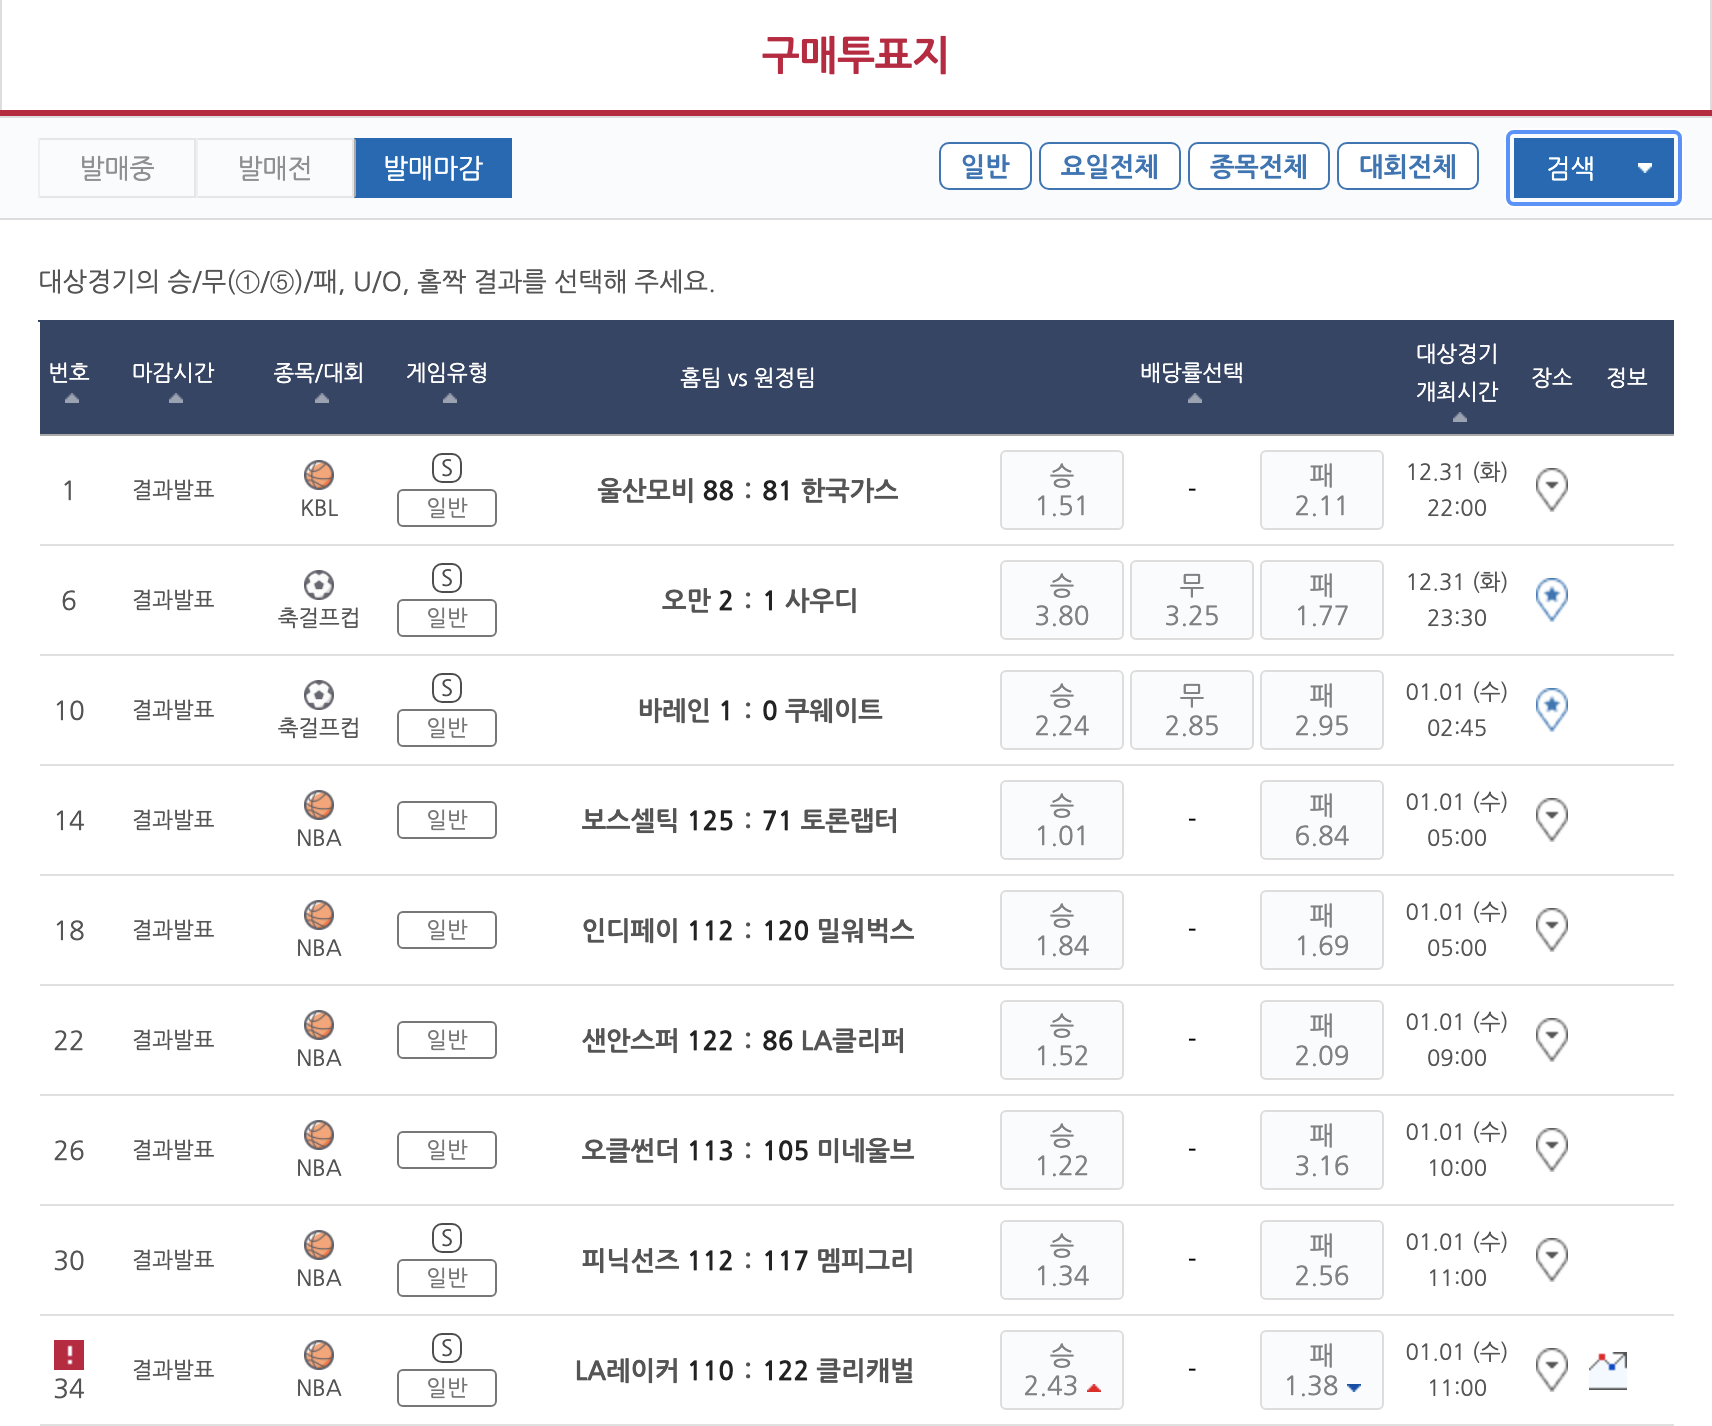 구매투표지
발매중 발매전 발매마감 일반 요일전체 종목전체 대회전체 검색
대상경기의 승/무(①/⑤)/패, U/O, 홀짝 결과를 선택해 주세요.
번호 마감시간 종목/대회 게임유형 홈팀 vs 원정팀 배당률선택 대상경기 개최시간 장소 정보
1 결과발표 KBL S 일반 울산모비 88 : 81 한국가스 승 1.51 - 패 2.11 12.31 (화) 22:00
6 결과발표 축걸프컵 S 일반 오만 2 : 1 사우디 승 3.80 무 3.25 패 1.77 12.31 (화) 23:30
10 결과발표 축걸프컵 S 일반 바레인 1 : 0 쿠웨이트 승 2.24 무 2.85 패 2.95 01.01 (수) 02:45
14 결과발표 NBA 일반 보스셀틱 125 : 71 토론랩터 승 1.01 - 패 6.84 01.01 (수) 05:00
18 결과발표 NBA 일반 인디페이 112 : 120 밀워벅스 승 1.84 - 패 1.69 01.01 (수) 05:00
22 결과발표 NBA 일반 샌안스퍼 122 : 86 LA클리퍼 승 1.52 - 패 2.09 01.01 (수) 09:00
26 결과발표 NBA 일반 오클썬더 113 : 105 미네울브 승 1.22 - 패 3.16 01.01 (수) 10:00
30 결과발표 NBA S 일반 피닉선즈 112 : 117 멤피그리 승 1.34 - 패 2.56 01.01 (수) 11:00
! 34 결과발표 NBA S 일반 LA레이커 110 : 122 클리캐벌 승 2.43 - 패 1.38 01.01 (수) 11:00